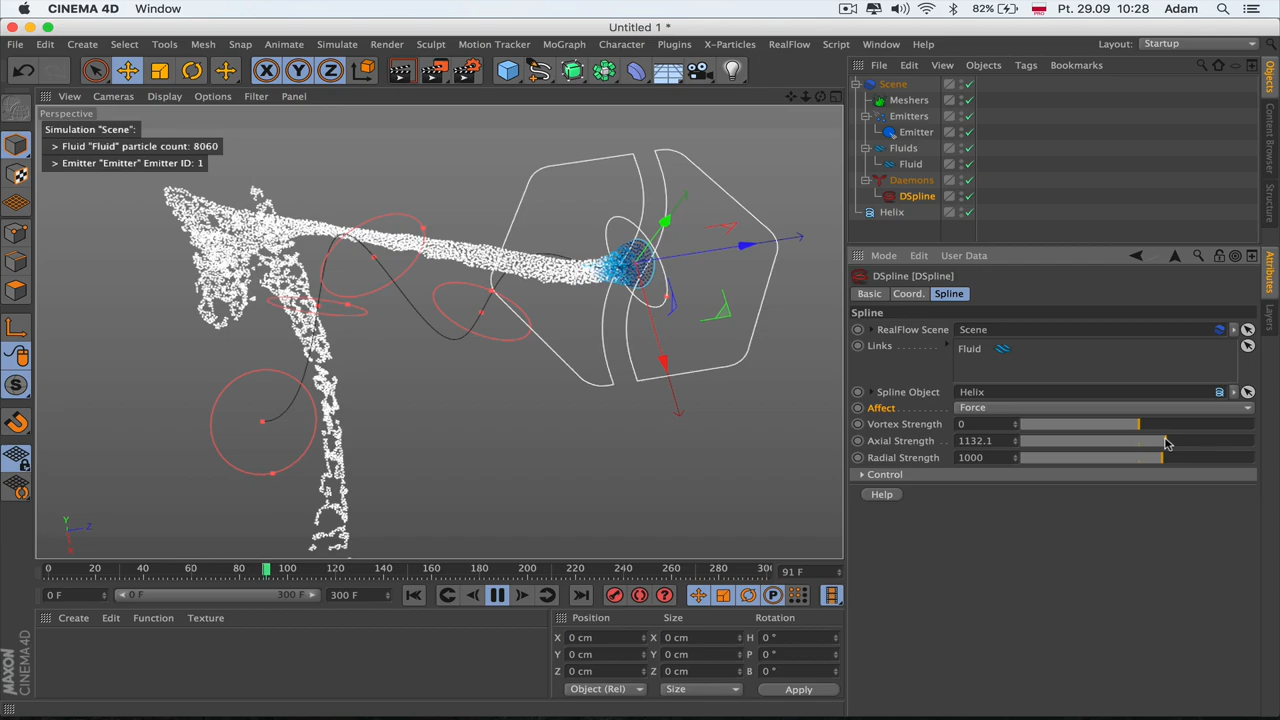 CINEMA 4D Window 82% Pt. 29.09 10:28 Adam
Untitled 1 *
File Edit Create Select Tools Mesh Snap Animate Simulate Render Sculpt Motion Tracker MoGraph Character Plugins X-Particles RealFlow Script Window Help Layout: Startup
X Y Z
File Edit View Objects Tags Bookmarks
View Cameras Display Options Filter Panel
Perspective
Simulation "Scene":
> Fluid "Fluid" particle count: 8060
> Emitter "Emitter" Emitter ID: 1
Y
Z
Scene
Meshers
Emitters
Emitter
Fluids
Fluid
Daemons
DSpline
Helix
Objects
Content Browser
Structure
Attributes
Layers
Mode Edit User Data
DSpline [DSpline]
Basic Coord. Spline
Spline
RealFlow Scene Scene
Links Fluid
Spline Object Helix
Affect Force
Vortex Strength 0
Axial Strength 1132.1
Radial Strength 1000
Control
Help
0 20 40 60 80 100 120 140 160 180 200 220 240 260 280 300 91 F
0 F 0 F 300 F 300 F
P
Create Edit Function Texture
Position Size Rotation
X 0 cm X 0 cm H 0 °
Y 0 cm Y 0 cm P 0 °
Z 0 cm Z 0 cm B 0 °
Object (Rel) Size Apply
MAXON CINEMA 4D